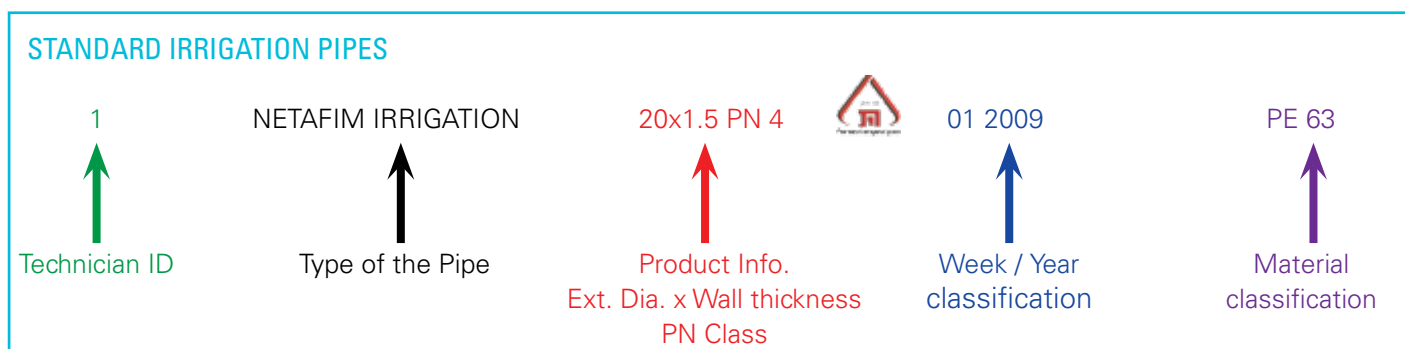 STANDARD IRRIGATION PIPES
1 NETAFIM IRRIGATION 20x1.5 PN 4 01 2009 PE 63
Technician ID Type of the Pipe Product Info. Week / Year Material
Ext. Dia. x Wall thickness classification classification
PN Class